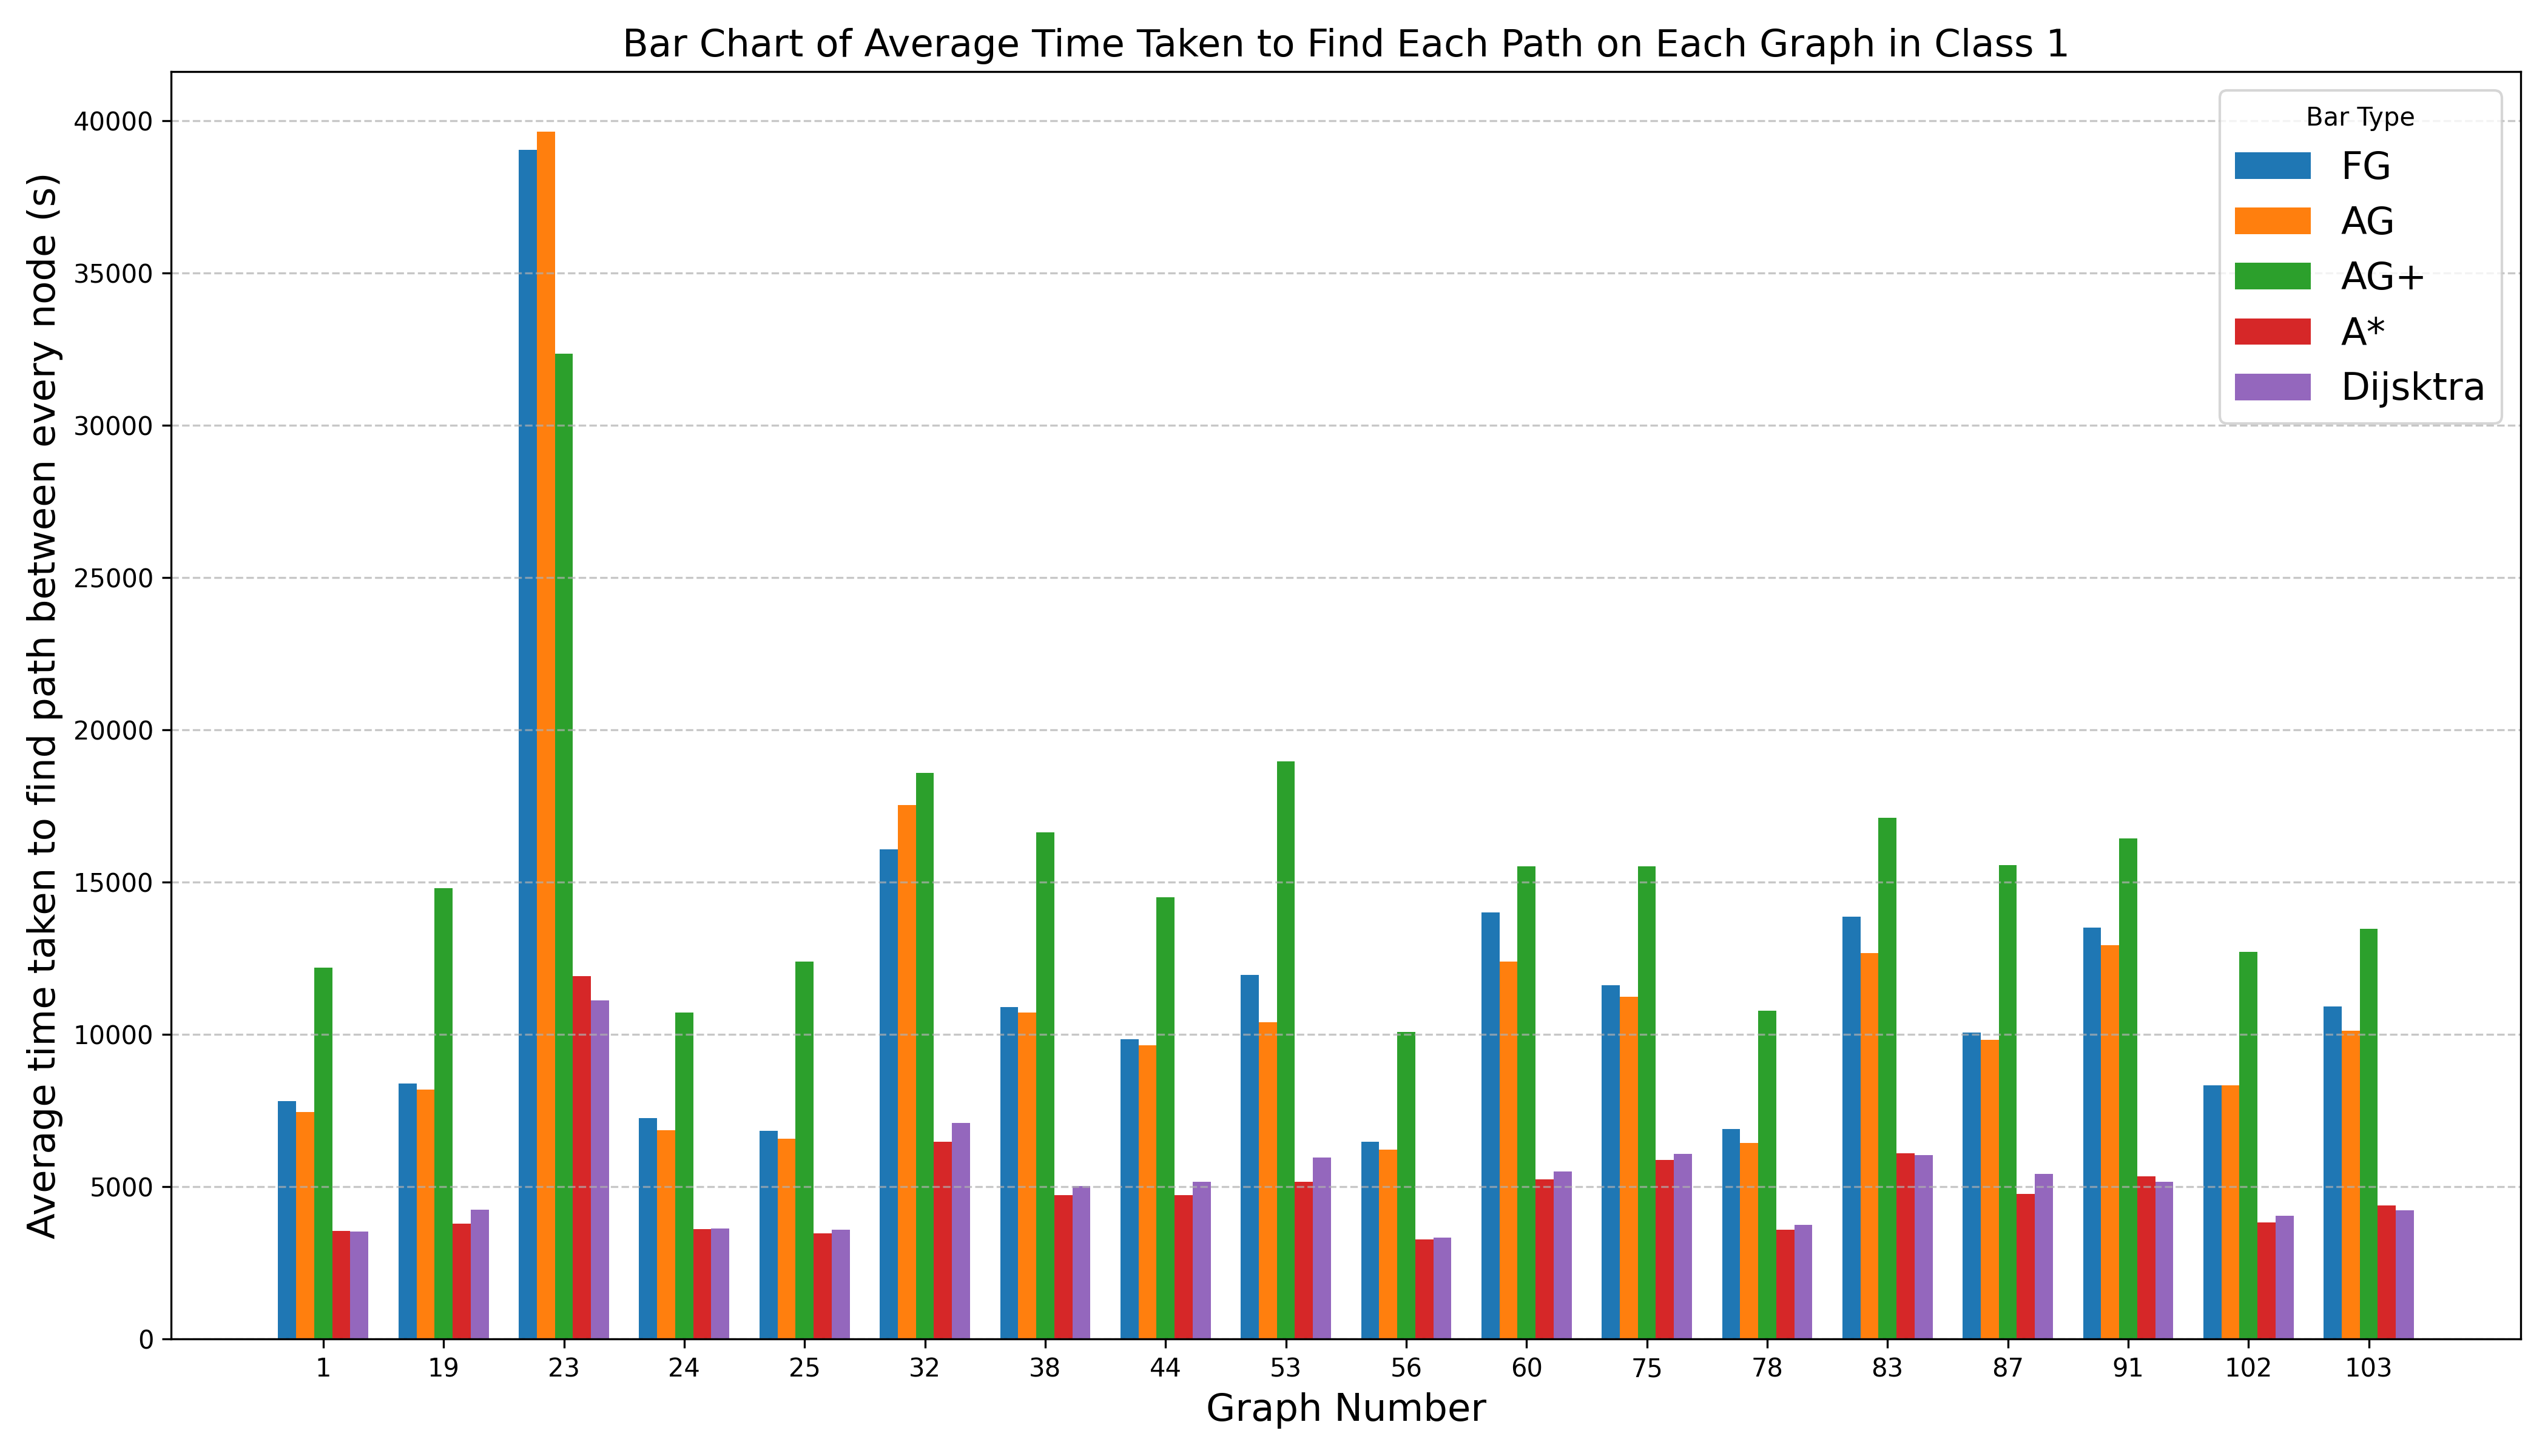 Bar Chart of Average Time Taken to Find Each Path on Each Graph in Class 1
Average time taken to find path between every node (s)
40000
35000
30000
25000
20000
15000
10000
5000
0
Bar Type
FG
AG
AG+
A*
Dijsktra
1 19 23 24 25 32 38 44 53 56 60 75 78 83 87 91 102 103
Graph Number